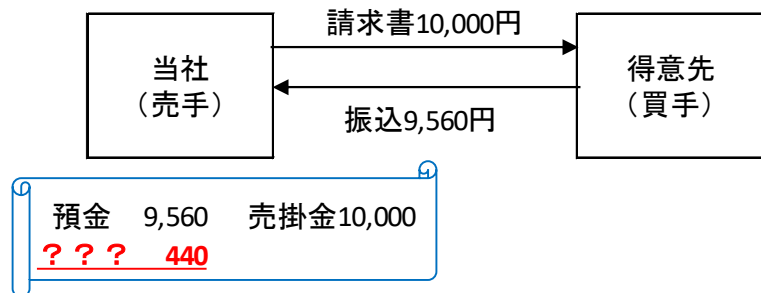 請求書10,000円
当社
（売手）
得意先
（買手）
振込9,560円
預金　9,560　売掛金10,000
？？？　440